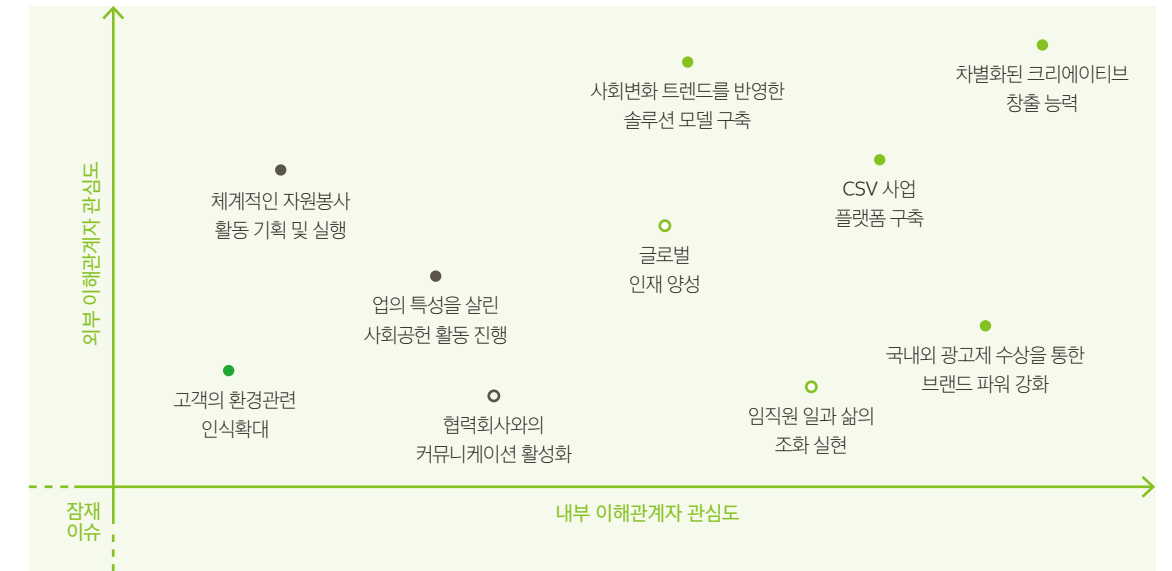 외부 이해관계자 관심도
차별화된 크리에이티브
창출 능력
사회변화 트렌드를 반영한
솔루션 모델 구축
CSV 사업
플랫폼 구축
체계적인 자원봉사
활동 기획 및 실행
글로벌
인재 양성
업의 특성을 살린
사회공헌 활동 진행
국내외 광고제 수상을 통한
브랜드 파워 강화
고객의 환경관련
인식확대
임직원 일과 삶의
조화 실현
협력회사와의
커뮤니케이션 활성화
잠재
이슈
내부 이해관계자 관심도